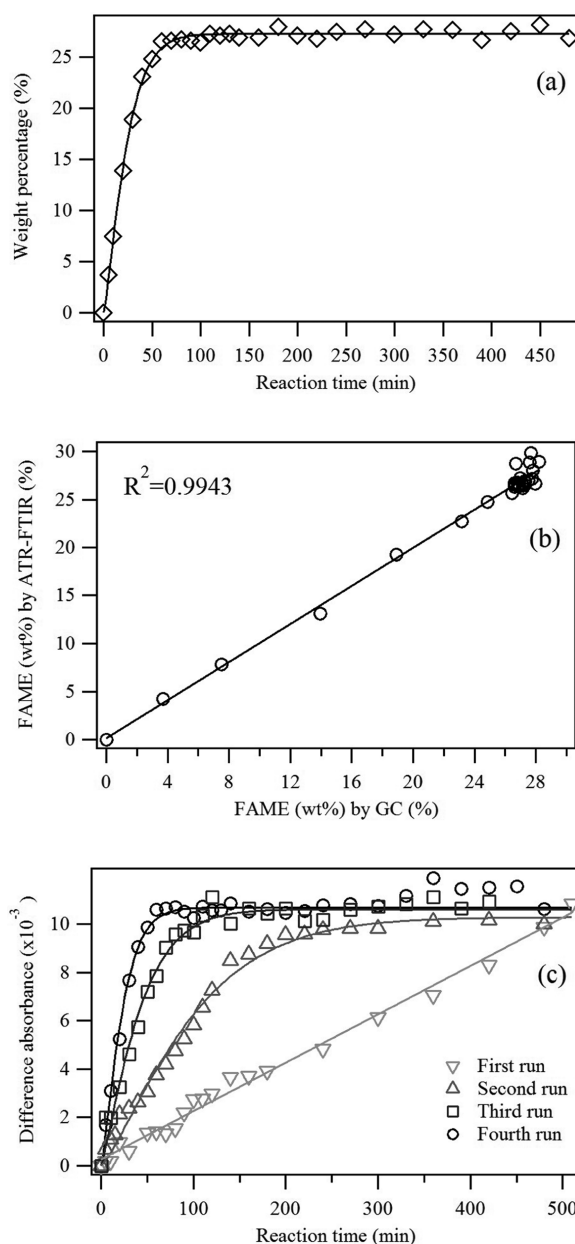 25
20
15
10
5
0
Weight percentage (%)
(a)
0 50 100 150 200 250 300 350 400 450
Reaction time (min)
30
25
20
15
10
5
0
FAME (wt%) by ATR-FTIR (%)
R²=0.9943
(b)
0 4 8 12 16 20 24 28
FAME (wt%) by GC (%)
10
8
6
4
2
0
Difference absorbance (x10⁻³)
(c)
First run
Second run
Third run
Fourth run
0 100 200 300 400 500
Reaction time (min)